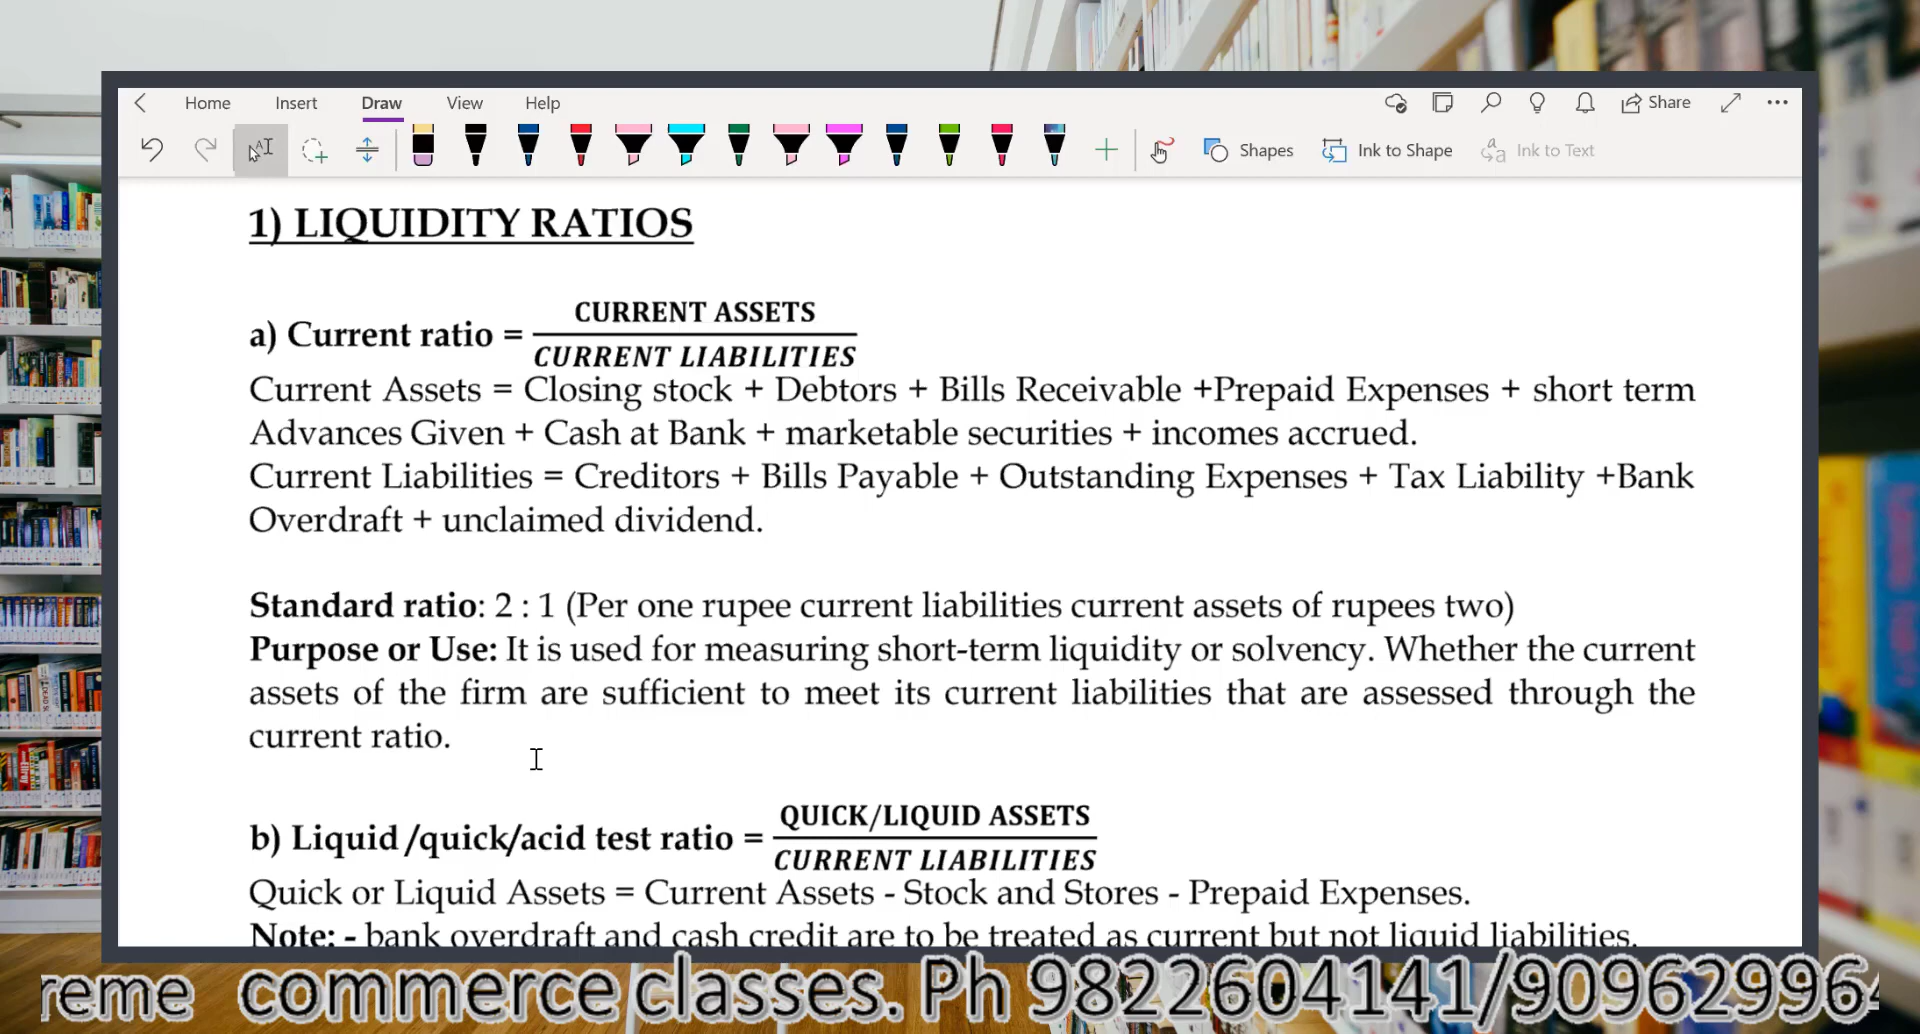 Home Insert Draw View Help Share
Shapes Ink to Shape Ink to Text
1) LIQUIDITY RATIOS
CURRENT ASSETS
a) Current ratio =
CURRENT LIABILITIES
Current Assets = Closing stock + Debtors + Bills Receivable +Prepaid Expenses + short term
Advances Given + Cash at Bank + marketable securities + incomes accrued.
Current Liabilities = Creditors + Bills Payable + Outstanding Expenses + Tax Liability +Bank
Overdraft + unclaimed dividend.
Standard ratio: 2 : 1 (Per one rupee current liabilities current assets of rupees two)
Purpose or Use: It is used for measuring short-term liquidity or solvency. Whether the current
assets of the firm are sufficient to meet its current liabilities that are assessed through the
current ratio.
QUICK/LIQUID ASSETS
b) Liquid /quick/acid test ratio =
CURRENT LIABILITIES
Quick or Liquid Assets = Current Assets - Stock and Stores - Prepaid Expenses.
Note: - bank overdraft and cash credit are to be treated as current but not liquid liabilities.
reme commerce classes. Ph 9822604141/909629964